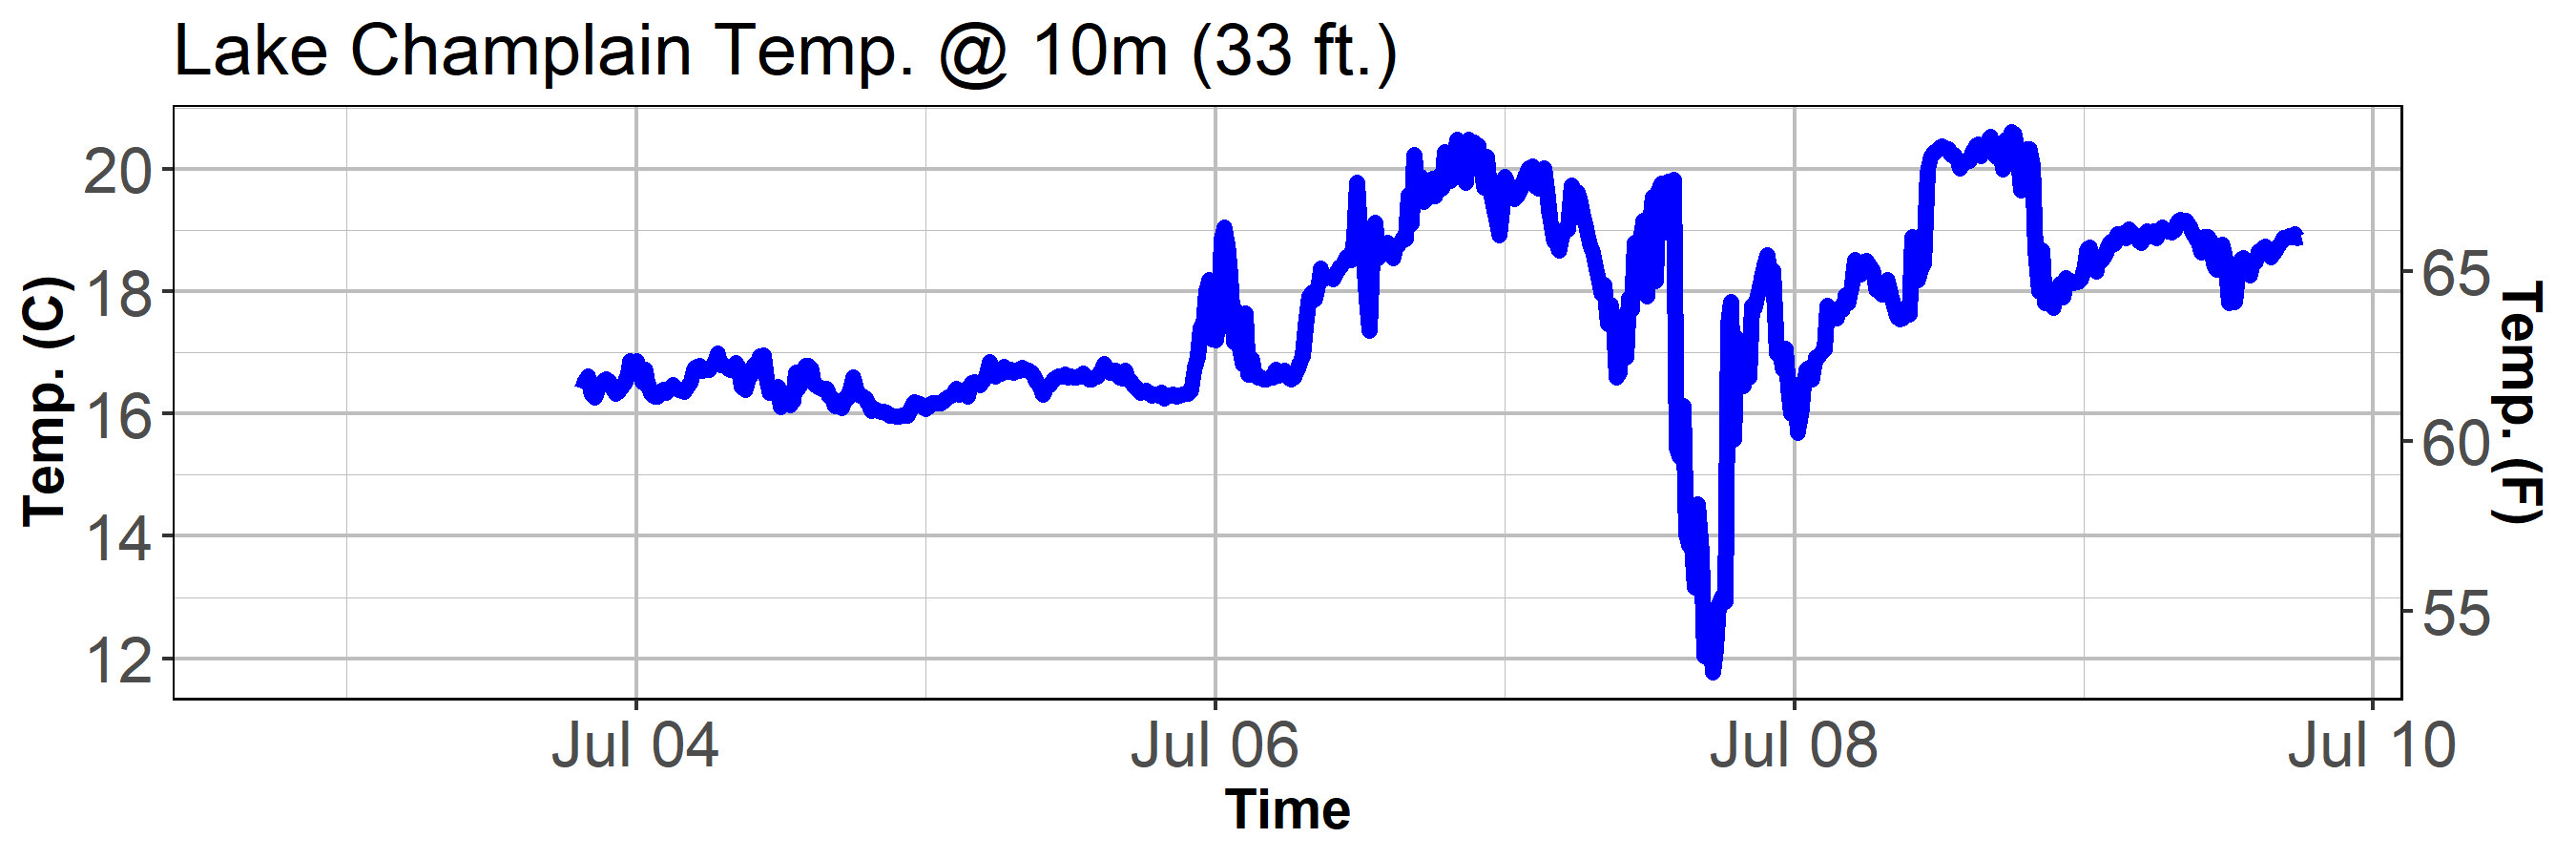 Lake Champlain Temp. @ 10m (33 ft.)
Temp. (C)
20
18
16
14
12
65
60
55
Temp. (F)
Jul 04 Jul 06 Jul 08 Jul 10
Time